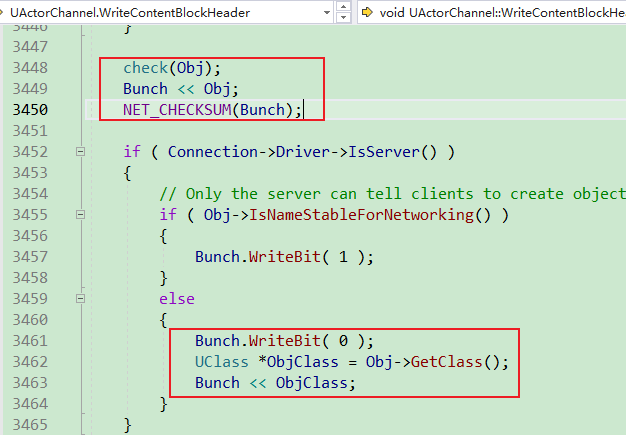 UActorChannel.WriteContentBlockHeader
void UActorChannel::WriteContentBlockHea
3446 }
3447
3448 check(Obj);
3449 Bunch << Obj;
3450 NET_CHECKSUM(Bunch);
3451
3452 if ( Connection->Driver->IsServer() )
3453 {
3454 // Only the server can tell clients to create object
3455 if ( Obj->IsNameStableForNetworking() )
3456 {
3457 Bunch.WriteBit( 1 );
3458 }
3459 else
3460 {
3461 Bunch.WriteBit( 0 );
3462 UClass *ObjClass = Obj->GetClass();
3463 Bunch << ObjClass;
3464 }
3465 }